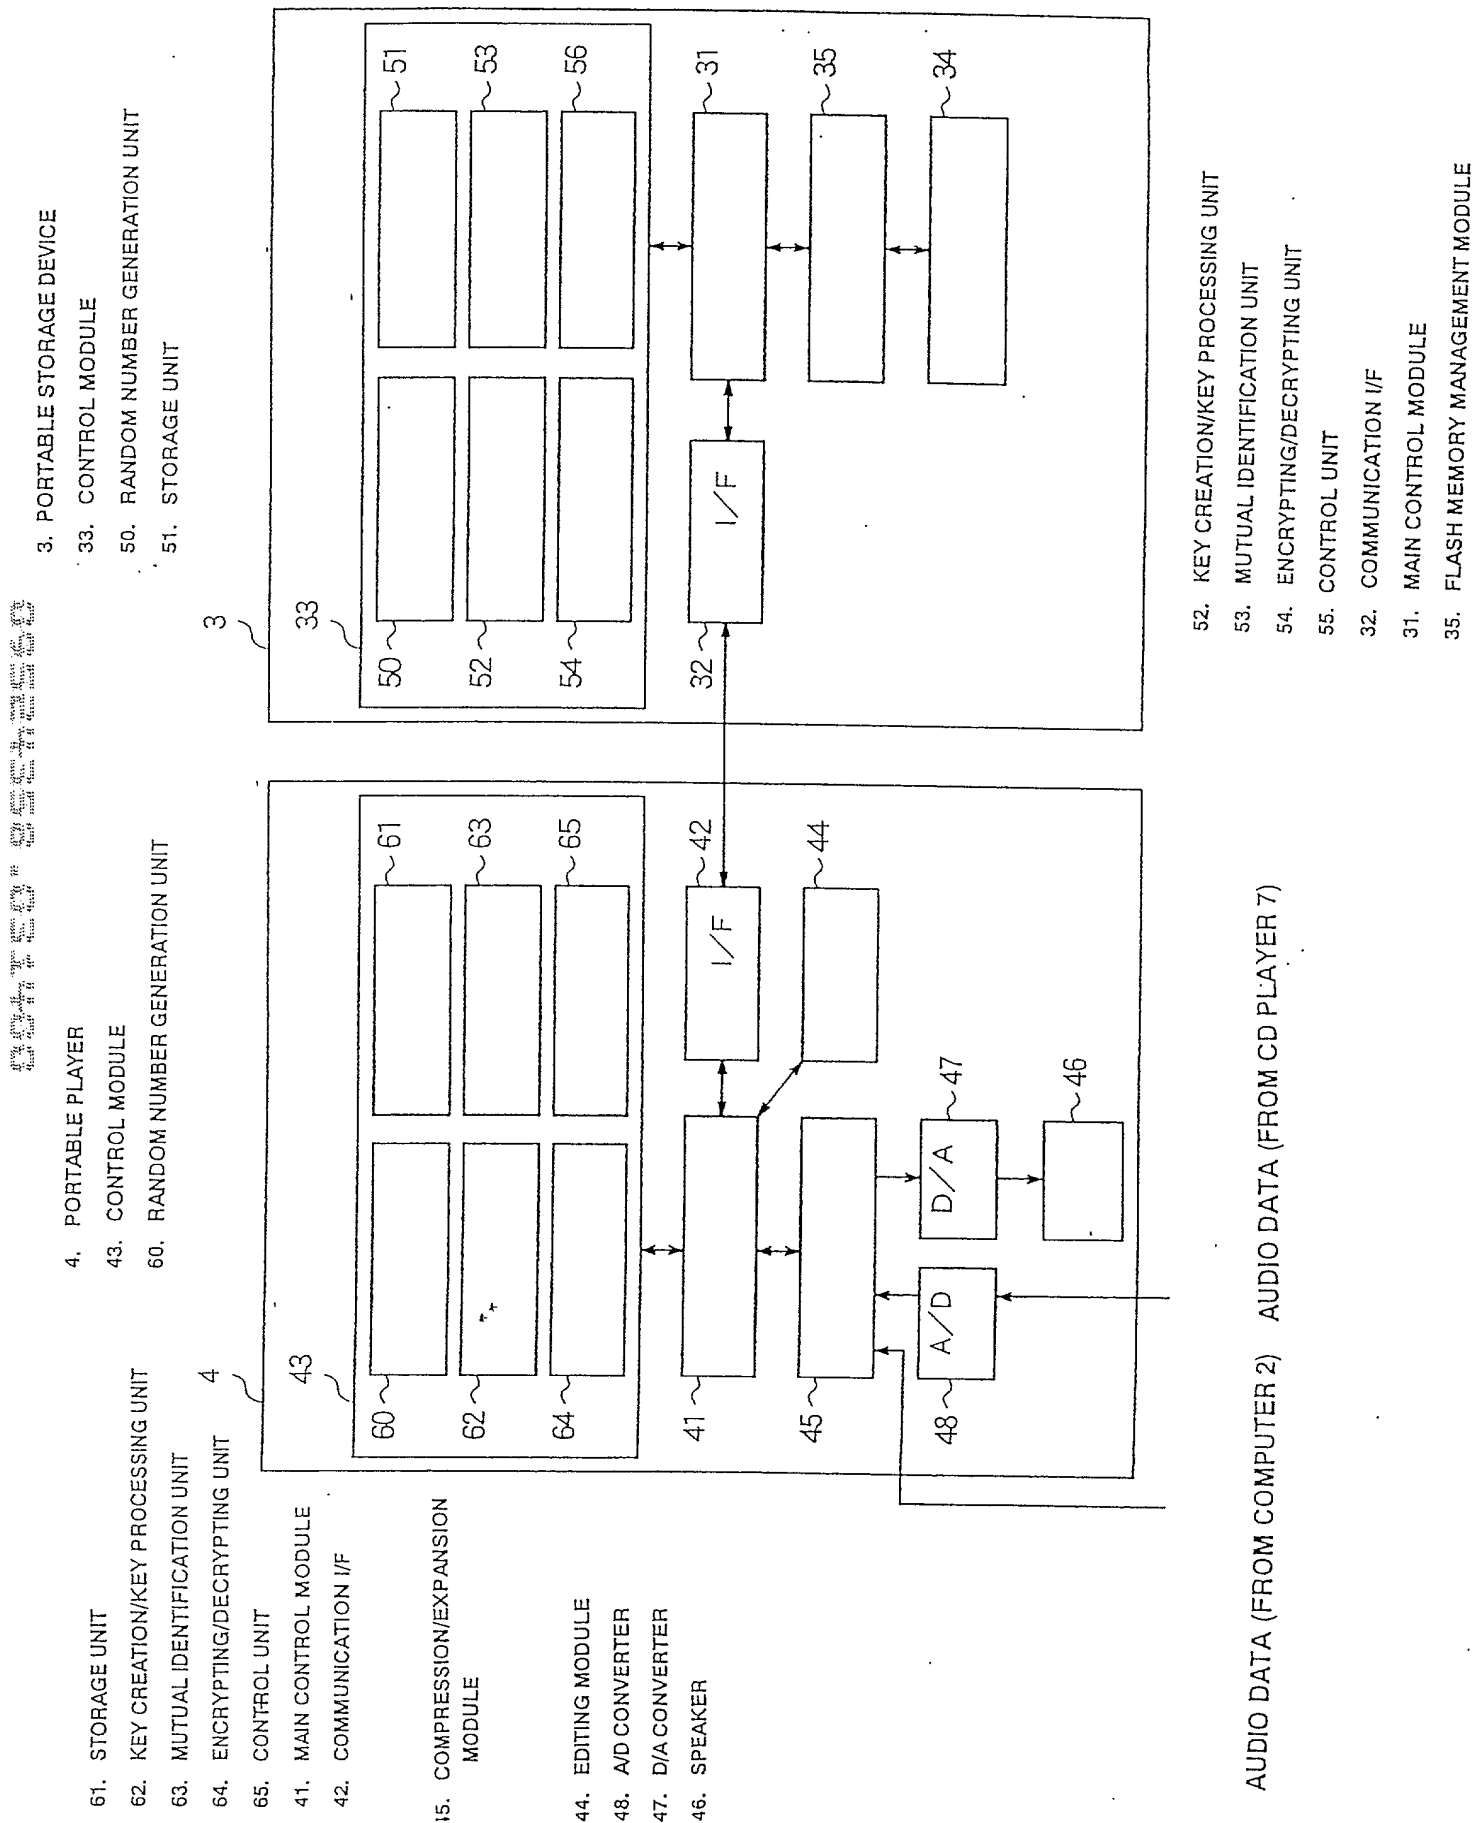 3. PORTABLE STORAGE DEVICE
33. CONTROL MODULE
50. RANDOM NUMBER GENERATION UNIT
51. STORAGE UNIT
4. PORTABLE PLAYER
43. CONTROL MODULE
60. RANDOM NUMBER GENERATION UNIT
61. STORAGE UNIT
62. KEY CREATION/KEY PROCESSING UNIT
63. MUTUAL IDENTIFICATION UNIT
64. ENCRYPTING/DECRYPTING UNIT
65. CONTROL UNIT
41. MAIN CONTROL MODULE
42. COMMUNICATION I/F
45. COMPRESSION/EXPANSION
MODULE
44. EDITING MODULE
48. A/D CONVERTER
47. D/A CONVERTER
46. SPEAKER
4
43
60
61
62
63
64
65
41
42
I/F
44
45
48
A/D
D/A
47
46
3
33
50
51
52
53
54
56
32
I/F
31
35
34
AUDIO DATA (FROM COMPUTER 2)
AUDIO DATA (FROM CD PLAYER 7)
52. KEY CREATION/KEY PROCESSING UNIT
53. MUTUAL IDENTIFICATION UNIT
54. ENCRYPTING/DECRYPTING UNIT
55. CONTROL UNIT
32. COMMUNICATION I/F
31. MAIN CONTROL MODULE
35. FLASH MEMORY MANAGEMENT MODULE